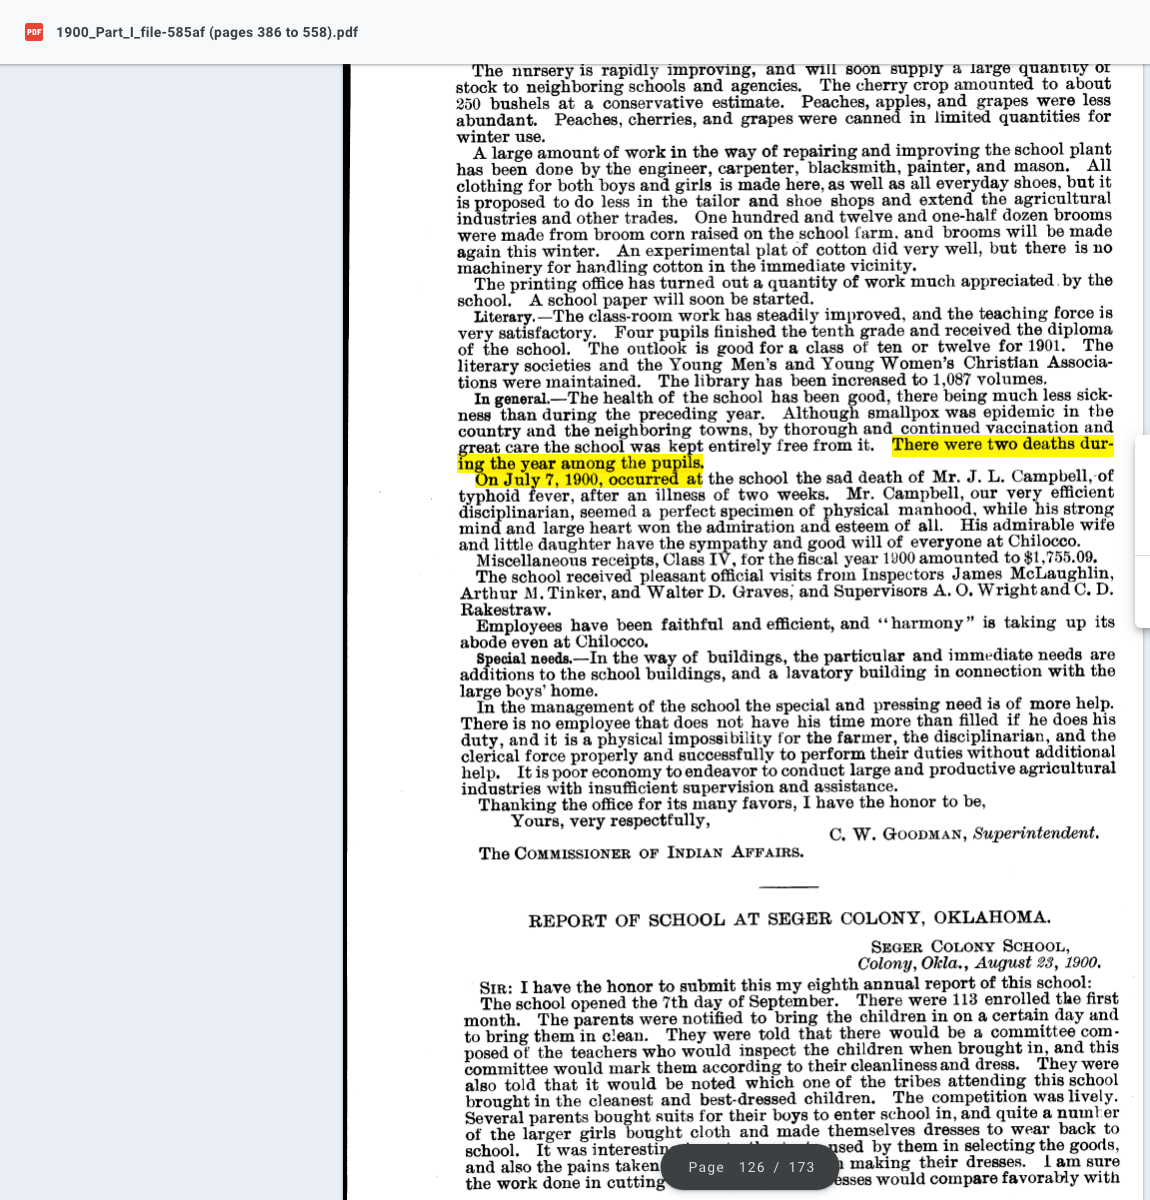 PDF 1900_Part_I_file-585af (pages 386 to 558).pdf
The nursery is rapidly improving, and will soon supply a large quantity of
stock to neighboring schools and agencies. The cherry crop amounted to about
250 bushels at a conservative estimate. Peaches, apples, and grapes were less
abundant. Peaches, cherries, and grapes were canned in limited quantities for
winter use.
A large amount of work in the way of repairing and improving the school plant
has been done by the engineer, carpenter, blacksmith, painter, and mason. All
clothing for both boys and girls is made here, as well as all everyday shoes, but it
is proposed to do less in the tailor and shoe shops and extend the agricultural
industries and other trades. One hundred and twelve and one-half dozen brooms
were made from broom corn raised on the school farm, and brooms will be made
again this winter. An experimental plat of cotton did very well, but there is no
machinery for handling cotton in the immediate vicinity.
The printing office has turned out a quantity of work much appreciated by the
school. A school paper will soon be started.
Literary.—The class-room work has steadily improved, and the teaching force is
very satisfactory. Four pupils finished the tenth grade and received the diploma
of the school. The outlook is good for a class of ten or twelve for 1901. The
literary societies and the Young Men's and Young Women's Christian Associa-
tions were maintained. The library has been increased to 1,087 volumes.
In general.—The health of the school has been good, there being much less sick-
ness than during the preceding year. Although smallpox was epidemic in the
country and the neighboring towns, by thorough and continued vaccination and
great care the school was kept entirely free from it. There were two deaths dur-
ing the year among the pupils.
On July 7, 1900, occurred at the school the sad death of Mr. J. L. Campbell, of
typhoid fever, after an illness of two weeks. Mr. Campbell, our very efficient
disciplinarian, seemed a perfect specimen of physical manhood, while his strong
mind and large heart won the admiration and esteem of all. His admirable wife
and little daughter have the sympathy and good will of everyone at Chilocco.
Miscellaneous receipts, Class IV, for the fiscal year 1900 amounted to $1,755.09.
The school received pleasant official visits from Inspectors James McLaughlin,
Arthur M. Tinker, and Walter D. Graves, and Supervisors A. O. Wright and C. D.
Rakestraw.
Employees have been faithful and efficient, and "harmony" is taking up its
abode even at Chilocco.
Special needs.—In the way of buildings, the particular and immediate needs are
additions to the school buildings, and a lavatory building in connection with the
large boys' home.
In the management of the school the special and pressing need is of more help.
There is no employee that does not have his time more than filled if he does his
duty, and it is a physical impossibility for the farmer, the disciplinarian, and the
clerical force properly and successfully to perform their duties without additional
help. It is poor economy to endeavor to conduct large and productive agricultural
industries with insufficient supervision and assistance.
Thanking the office for its many favors, I have the honor to be,
Yours, very respectfully,
C. W. GOODMAN, Superintendent.
The COMMISSIONER OF INDIAN AFFAIRS.
REPORT OF SCHOOL AT SEGER COLONY, OKLAHOMA.
SEGER COLONY SCHOOL,
Colony, Okla., August 23, 1900.
SIR: I have the honor to submit this my eighth annual report of this school:
The school opened the 7th day of September. There were 113 enrolled the first
month. The parents were notified to bring the children in on a certain day and
to bring them in clean. They were told that there would be a committee com-
posed of the teachers who would inspect the children when brought in, and this
committee would mark them according to their cleanliness and dress. They were
also told that it would be noted which one of the tribes attending this school
brought in the cleanest and best-dressed children. The competition was lively.
Several parents bought suits for their boys to enter school in, and quite a number
of the larger girls bought cloth and made themselves dresses to wear back to
school. It was interestin used by them in selecting the goods,
and also the pains taken making their dresses. I am sure
the work done in cutting esses would compare favorably with
Page 126 / 173